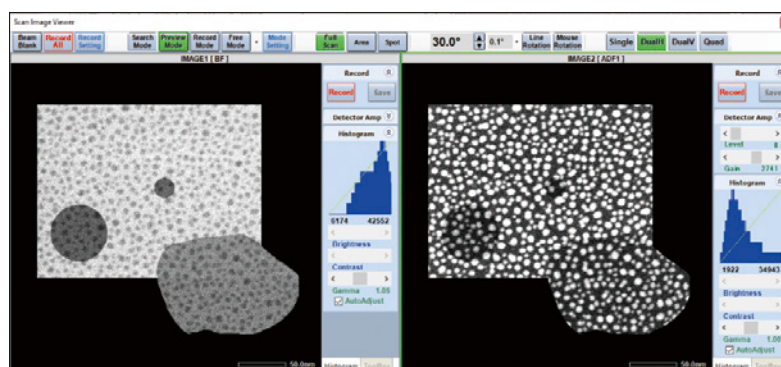 Scan Image Viewer
Beam Blank Record All Record Setting Search Mode Preview Mode Record Mode Free Mode Mode Setting Full Scan Area Spot 30.0° 0.1° Line Rotation Mouse Rotation Single DualH DualV Quad
IMAGE1 [ BF ] IMAGE2 [ ADF1 ]
Record
Record Save
Detector Amp
Histogram
6174 42552
Brightness
Contrast
Gamma 1.05
AutoAdjust
50.0nm
Histogram
Record
Record Save
Detector Amp
Level
Gain 2741
Histogram
1922 34943
Brightness
Contrast
Gamma 1.00
AutoAdjust
50.0nm
Histogram